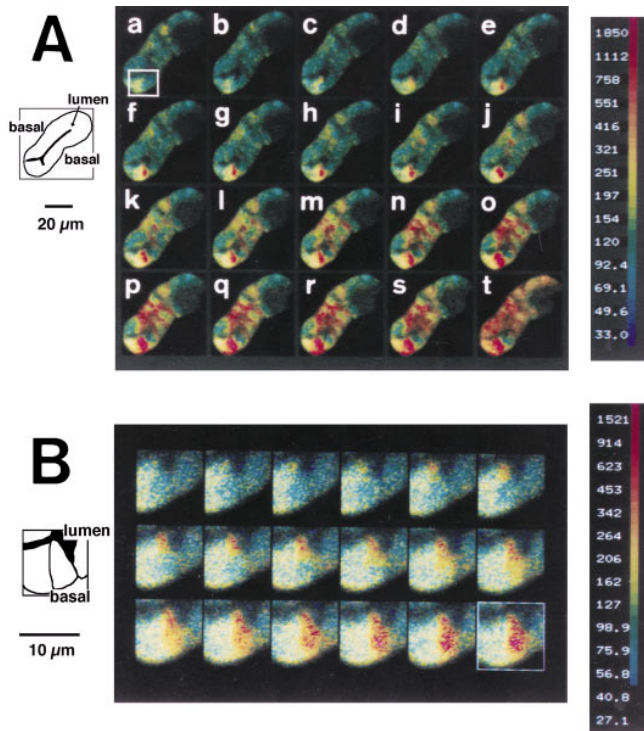 A
a b c d e
lumen
basal
basal
20 µm
f g h i j
k l m n o
p q r s t
1850
1112
758
551
416
321
251
197
154
120
92.4
69.1
49.6
33.0
B
lumen
basal
10 µm
1521
914
623
453
342
264
206
162
127
98.9
75.9
56.8
40.8
27.1